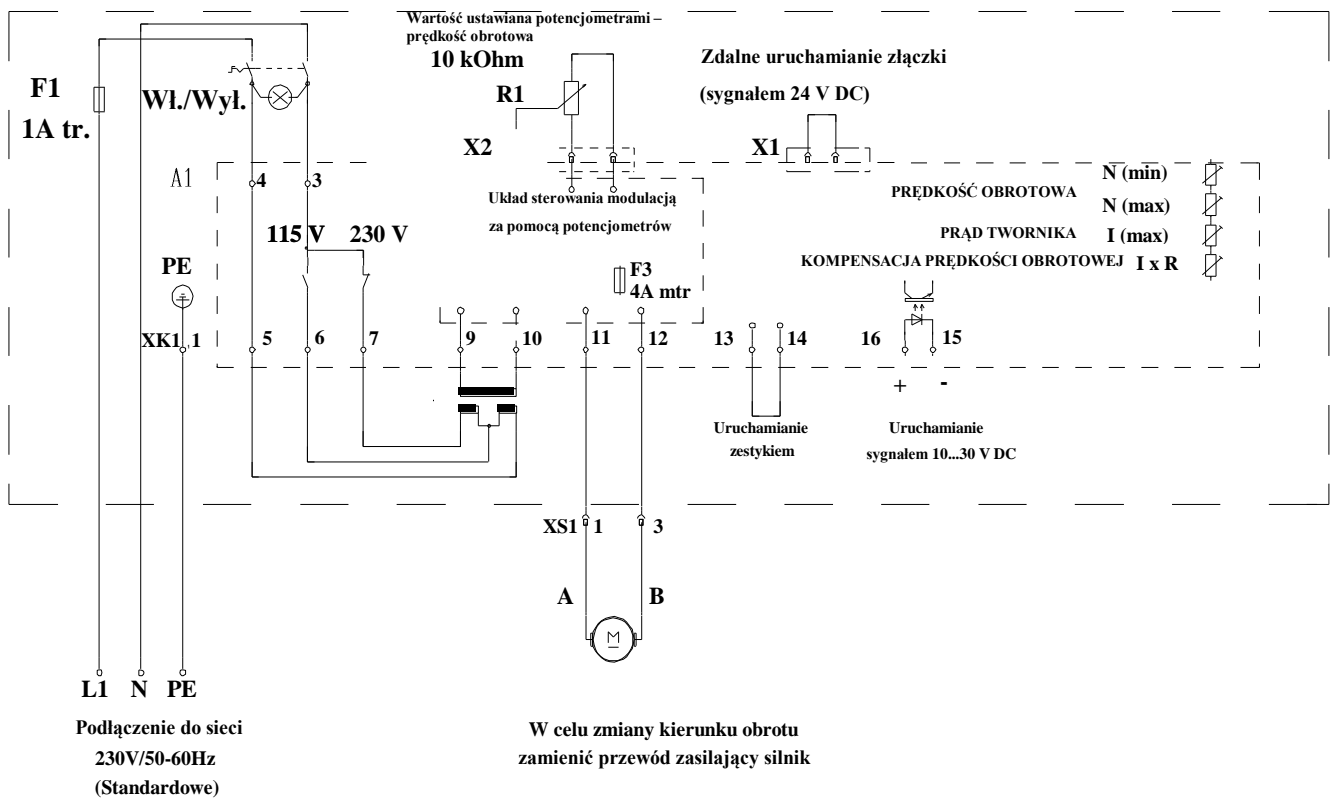 Wartość ustawiana potencjometrami –
prędkość obrotowa
10 kOhm
R1
Zdalne uruchamianie złączki
(sygnałem 24 V DC)
F1
1A tr.
Wł./Wył.
X2
X1
A1
4
3
Układ sterowania modulacją
za pomocą potencjometrów
N (min)
PRĘDKOŚĆ OBROTOWA
N (max)
PRĄD TWORNIKA
I (max)
KOMPENSACJA PRĘDKOŚCI OBROTOWEJ
I x R
115 V
230 V
PE
F3
4A mtr
XK1
1
5
6
7
9
10
11
12
13
14
16
15
+
-
Uruchamianie
zestykiem
Uruchamianie
sygnałem 10...30 V DC
XS1
1
3
A
B
M
L1
N
PE
Podłączenie do sieci
230V/50-60Hz
(Standardowe)
W celu zmiany kierunku obrotu
zamienić przewód zasilający silnik